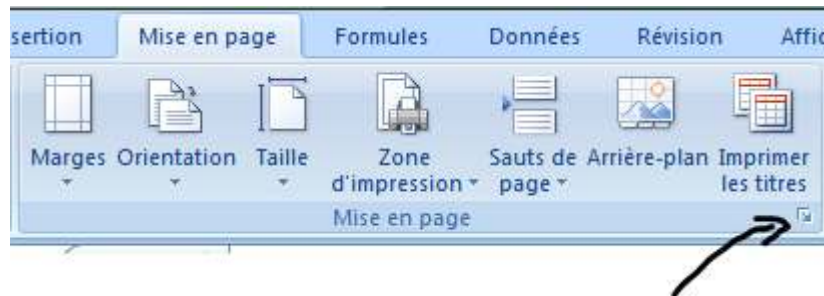 sertion Mise en page Formules Données Révision Affic
Marges Orientation Taille Zone Sauts de Arrière-plan Imprimer
d'impression page les titres
Mise en page